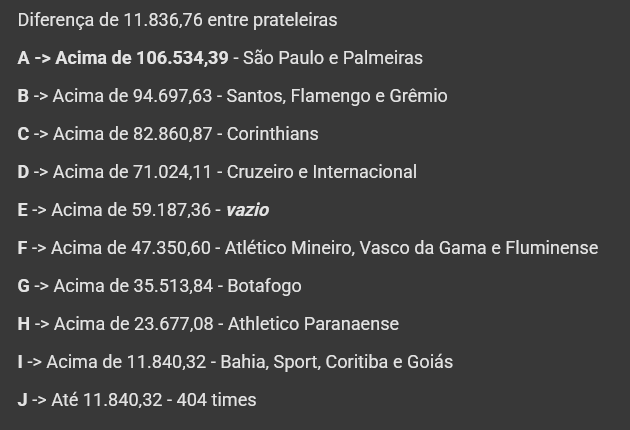 Diferença de 11.836,76 entre prateleiras
A -> Acima de 106.534,39 - São Paulo e Palmeiras
B -> Acima de 94.697,63 - Santos, Flamengo e Grêmio
C -> Acima de 82.860,87 - Corinthians
D -> Acima de 71.024,11 - Cruzeiro e Internacional
E -> Acima de 59.187,36 - vazio
F -> Acima de 47.350,60 - Atlético Mineiro, Vasco da Gama e Fluminense
G -> Acima de 35.513,84 - Botafogo
H -> Acima de 23.677,08 - Athletico Paranaense
I -> Acima de 11.840,32 - Bahia, Sport, Coritiba e Goiás
J -> Até 11.840,32 - 404 times